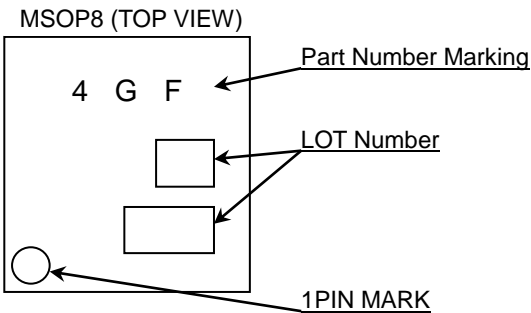 MSOP8 (TOP VIEW)
Part Number Marking
4 G F
LOT Number
1PIN MARK